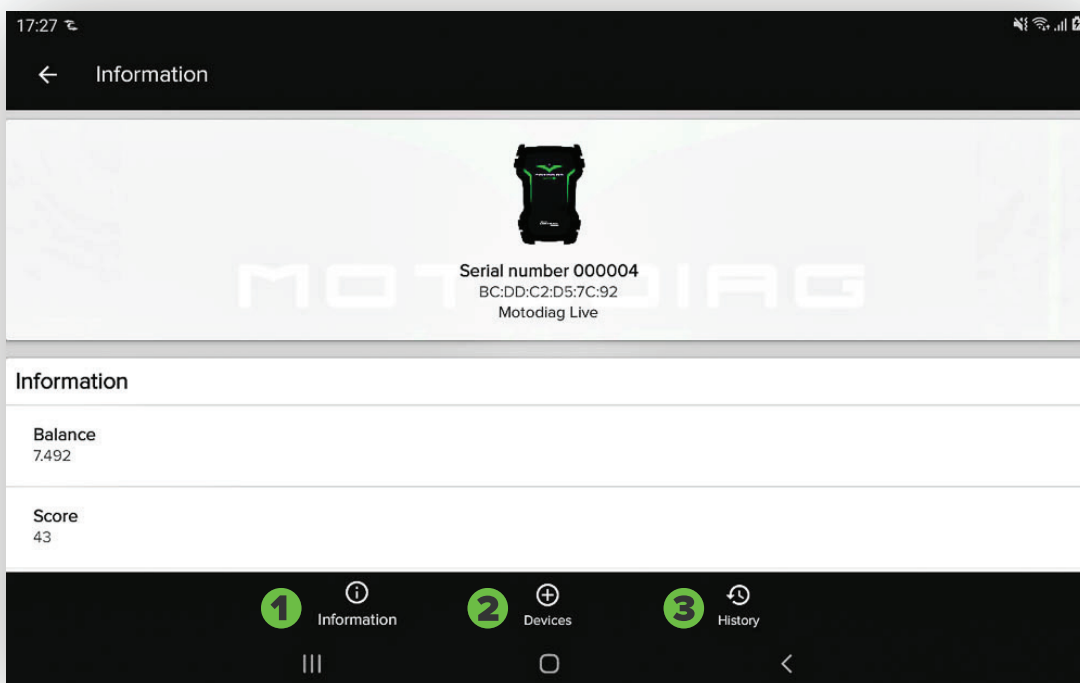 17:27
Information
MOTODIAG
Serial number 000004
BC:DD:C2:D5:7C:92
Motodiag Live
Information
Balance
7.492
Score
43
1 Information
2 Devices
3 History